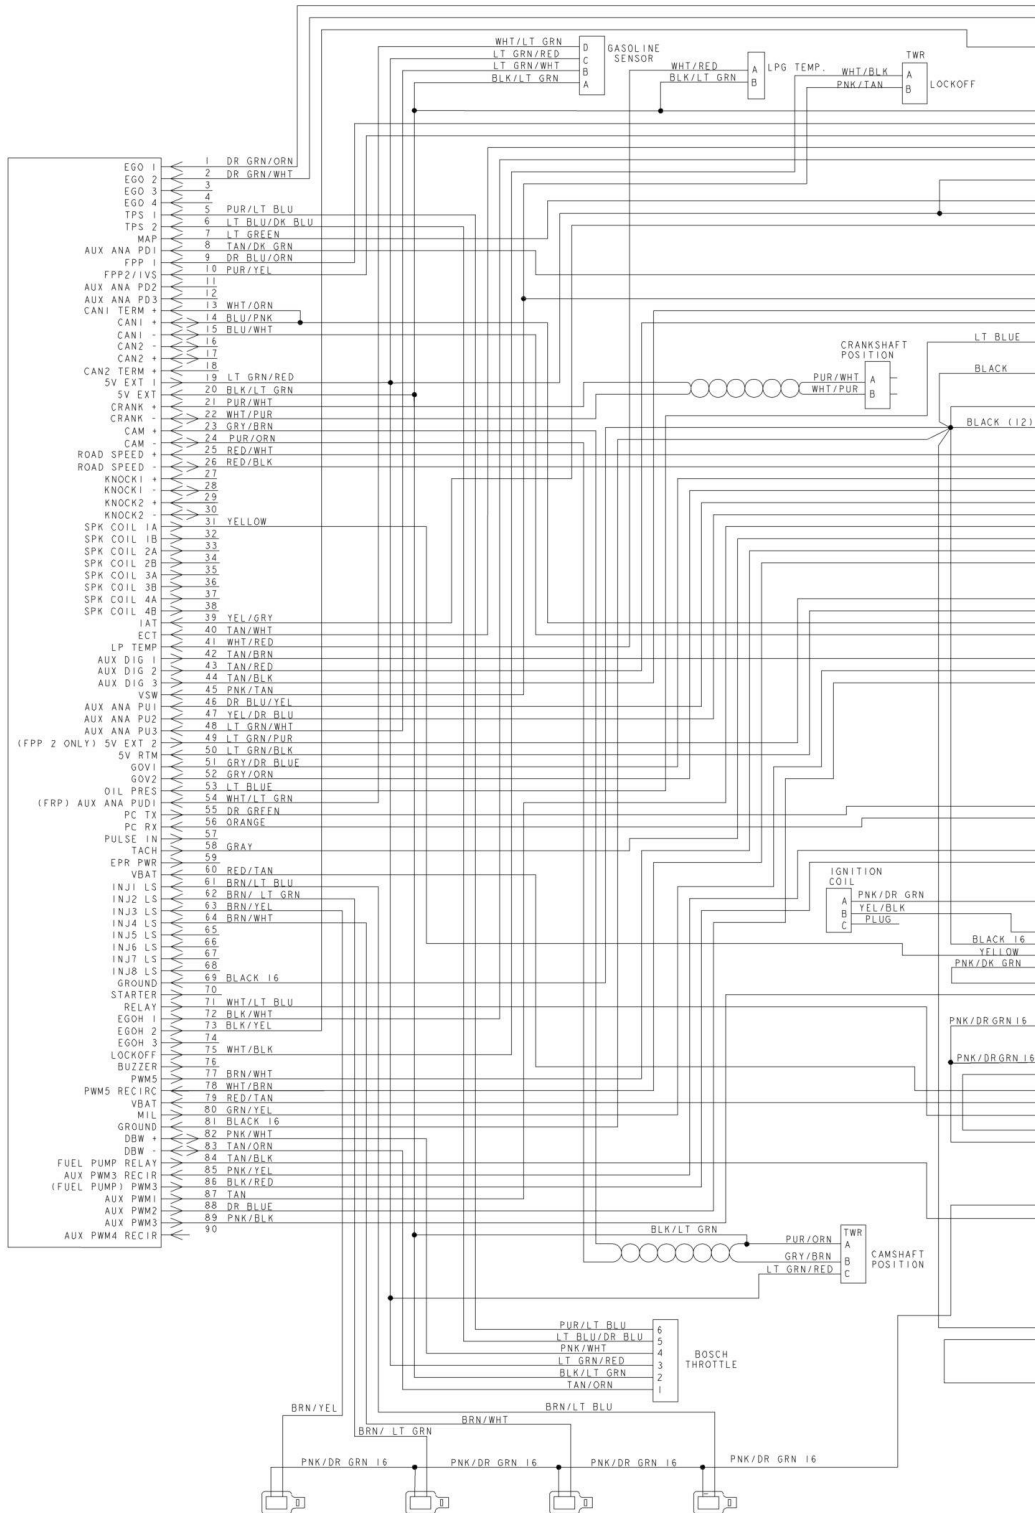 WHT/LT GRN D GASOLINE SENSOR
LT GRN/RED C
LT GRN/WHT B
BLK/LT GRN A
WHT/RED A LPG TEMP.
BLK/LT GRN B
TWR
WHT/BLK A LOCKOFF
PNK/TAN B
EGO 1 1 DR GRN/ORN
EGO 2 2 DR GRN/WHT
EGO 3 3
EGO 4 4
TPS 1 5 PUR/LT BLU
TPS 2 6 LT BLU/DK BLU
MAP 7 LT GREEN
AUX ANA PD1 8 TAN/DK GRN
FPP 1 9 DR BLU/ORN
FPP2/IVS 10 PUR/YEL
AUX ANA PD2 11
AUX ANA PD3 12
CAN1 TERM + 13 WHT/ORN
CAN1 + 14 BLU/PNK
CAN1 - 15 BLU/WHT
CAN2 - 16
CAN2 + 17
CAN2 TERM + 18
5V EXT 1 19 LT GRN/RED
5V EXT 20 BLK/LT GRN
CRANK + 21 PUR/WHT
CRANK - 22 WHT/PUR
CAM + 23 GRY/BRN
CAM - 24 PUR/ORN
ROAD SPEED + 25 RED/WHT
ROAD SPEED - 26 RED/BLK
KNOCK1 + 27
KNOCK1 - 28
KNOCK2 + 29
KNOCK2 - 30
SPK COIL 1A 31 YELLOW
SPK COIL 1B 32
SPK COIL 2A 33
SPK COIL 2B 34
SPK COIL 3A 35
SPK COIL 3B 36
SPK COIL 4A 37
SPK COIL 4B 38
IAT 39 YEL/GRY
ECT 40 TAN/WHT
LP TEMP 41 WHT/RED
AUX DIG 1 42 TAN/BRN
AUX DIG 2 43 TAN/RED
AUX DIG 3 44 TAN/BLK
VSW 45 PNK/TAN
AUX ANA PU1 46 DR BLU/YEL
AUX ANA PU2 47 YEL/DR BLU
AUX ANA PU3 48 LT GRN/WHT
(FPP 2 ONLY) 5V EXT 2 49 LT GRN/PUR
5V RTM 50 LT GRN/BLK
GOV1 51 GRY/DR BLUE
GOV2 52 GRY/ORN
OIL PRES 53 LT BLUE
(FRP) AUX ANA PUD1 54 WHT/LT GRN
PC TX 55 DR GREEN
PC RX 56 ORANGE
PULSE IN 57
TACH 58 GRAY
EPR PWR 59
VBAT 60 RED/TAN
INJ1 LS 61 BRN/LT BLU
INJ2 LS 62 BRN/ LT GRN
INJ3 LS 63 BRN/YEL
INJ4 LS 64 BRN/WHT
INJ5 LS 65
INJ6 LS 66
INJ7 LS 67
INJ8 LS 68
GROUND 69 BLACK 16
STARTER 70
RELAY 71 WHT/LT BLU
EGOH 1 72 BLK/WHT
EGOH 2 73 BLK/YEL
EGOH 3 74
LOCKOFF 75 WHT/BLK
BUZZER 76
PWM5 77 BRN/WHT
PWM5 RECIRC 78 WHT/BRN
VBAT 79 RED/TAN
MIL 80 GRN/YEL
GROUND 81 BLACK 16
DBW + 82 PNK/WHT
DBW - 83 TAN/ORN
FUEL PUMP RELAY 84 TAN/BLK
AUX PWM3 RECIR 85 PNK/YEL
(FUEL PUMP) PWM3 86 BLK/RED
AUX PWM1 87 TAN
AUX PWM2 88 DR BLUE
AUX PWM3 89 PNK/BLK
AUX PWM4 RECIR 90
LT BLUE
BLACK
CRANKSHAFT POSITION
PUR/WHT A
WHT/PUR B
BLACK (12)
IGNITION COIL
A PNK/DR GRN
B YEL/BLK
C PLUG
BLACK 16
YELLOW
PNK/DK GRN
PNK/DR GRN 16
PNK/DRGRN 16
BLK/LT GRN
TWR
PUR/ORN A
GRY/BRN B
LT GRN/RED C
CAMSHAFT POSITION
PUR/LT BLU 6
LT BLU/DR BLU 5
PNK/WHT 4
LT GRN/RED 3
BLK/LT GRN 2
TAN/ORN 1
BOSCH THROTTLE
BRN/LT BLU
BRN/YEL
BRN/WHT
BRN/ LT GRN
PNK/DR GRN 16
PNK/DR GRN 16
PNK/DR GRN 16
PNK/DR GRN 16